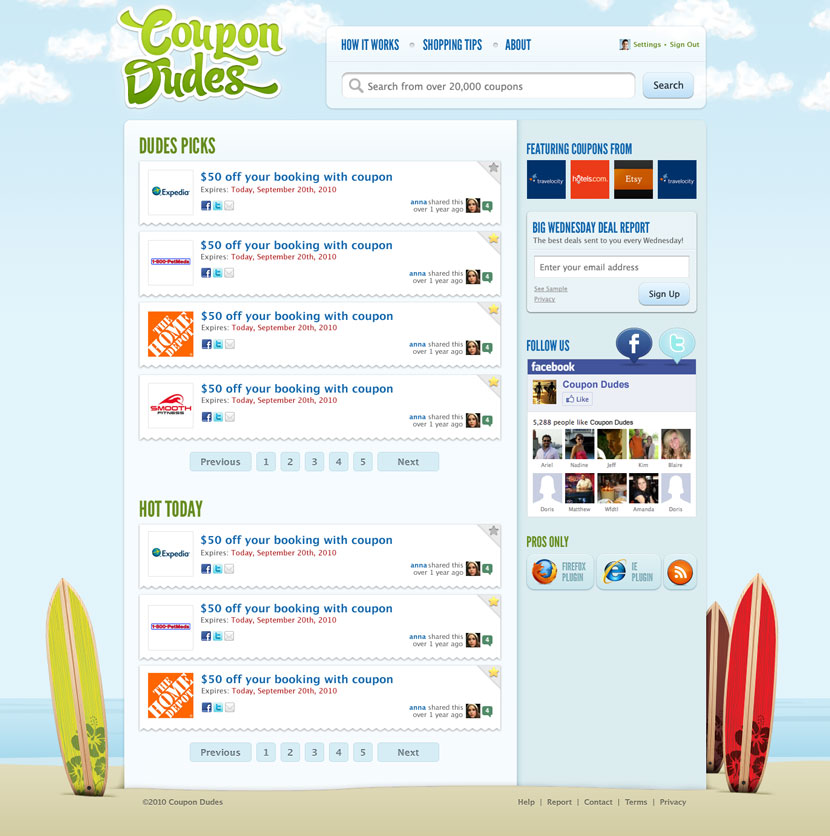 Coupon
Dudes
HOW IT WORKS SHOPPING TIPS ABOUT
Settings • Sign Out
Search from over 20,000 coupons
Search
DUDES PICKS
Expedia
$50 off your booking with coupon
Expires: Today, September 20th, 2010
anna shared this
over 1 year ago
4
1-800 PetMeds
$50 off your booking with coupon
Expires: Today, September 20th, 2010
anna shared this
over 1 year ago
4
THE HOME DEPOT
$50 off your booking with coupon
Expires: Today, September 20th, 2010
anna shared this
over 1 year ago
4
SMOOTH
FITNESS
$50 off your booking with coupon
Expires: Today, September 20th, 2010
anna shared this
over 1 year ago
4
Previous 1 2 3 4 5 Next
HOT TODAY
Expedia
$50 off your booking with coupon
Expires: Today, September 20th, 2010
anna shared this
over 1 year ago
4
1-800 PetMeds
$50 off your booking with coupon
Expires: Today, September 20th, 2010
anna shared this
over 1 year ago
4
THE HOME DEPOT
$50 off your booking with coupon
Expires: Today, September 20th, 2010
anna shared this
over 1 year ago
4
Previous 1 2 3 4 5 Next
FEATURING COUPONS FROM
travelocity hotels.com Etsy travelocity
BIG WEDNESDAY DEAL REPORT
The best deals sent to you every Wednesday!
Enter your email address
See Sample
Privacy
Sign Up
FOLLOW US
facebook
Coupon Dudes
Like
5,288 people like Coupon Dudes
Ariel Nadine Jeff Kim Blaire
Doris Matthew Wfdtl Amanda Doris
PROS ONLY
FIREFOX
PLUGIN
IE
PLUGIN
©2010 Coupon Dudes
Help | Report | Contact | Terms | Privacy